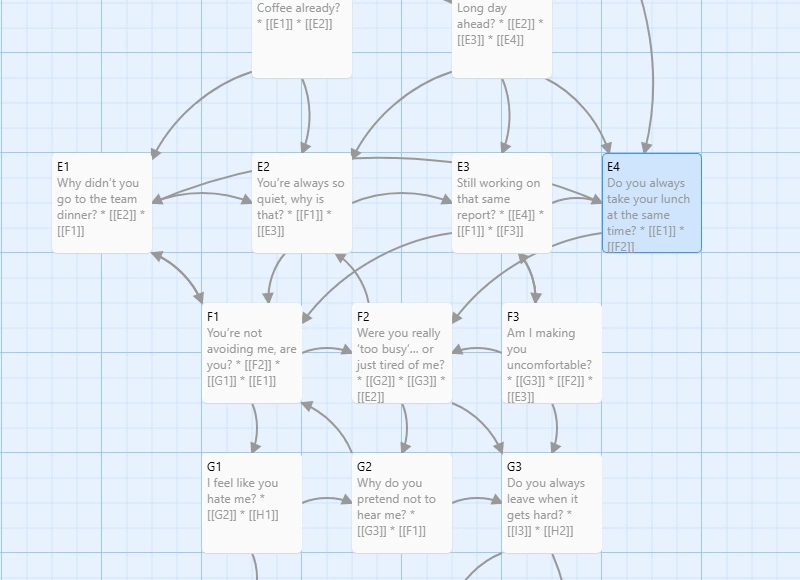 Coffee already?
* [[E1]] * [[E2]]
Long day
ahead? * [[E2]] *
[[E3]] * [[E4]]
E1
Why didn't you
go to the team
dinner? * [[E2]] *
[[F1]]
E2
You're always so
quiet, why is
that? * [[F1]] *
[[E3]]
E3
Still working on
that same
report? * [[E4]] *
[[F1]] * [[F3]]
E4
Do you always
take your lunch
at the same
time? * [[E1]] *
[[F2]]
F1
You're not
avoiding me, are
you? * [[F2]] *
[[G1]] * [[E1]]
F2
Were you really
'too busy'... or
just tired of me?
* [[G2]] * [[G3]] *
[[E2]]
F3
Am I making
you
uncomfortable?
* [[G3]] * [[F2]] *
[[E3]]
G1
I feel like you
hate me? *
[[G2]] * [[H1]]
G2
Why do you
pretend not to
hear me? *
[[G3]] * [[F1]]
G3
Do you always
leave when it
gets hard? *
[[I3]] * [[H2]]